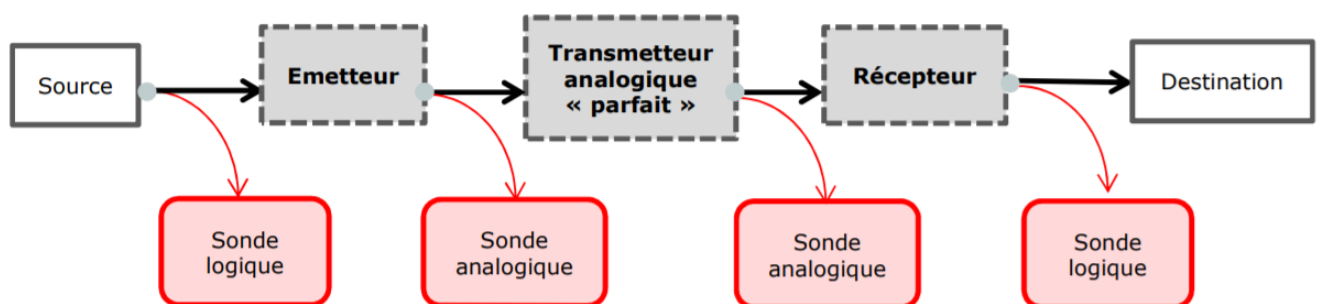 Source
Emetteur
Transmetteur
analogique
« parfait »
Récepteur
Destination
Sonde
logique
Sonde
analogique
Sonde
analogique
Sonde
logique